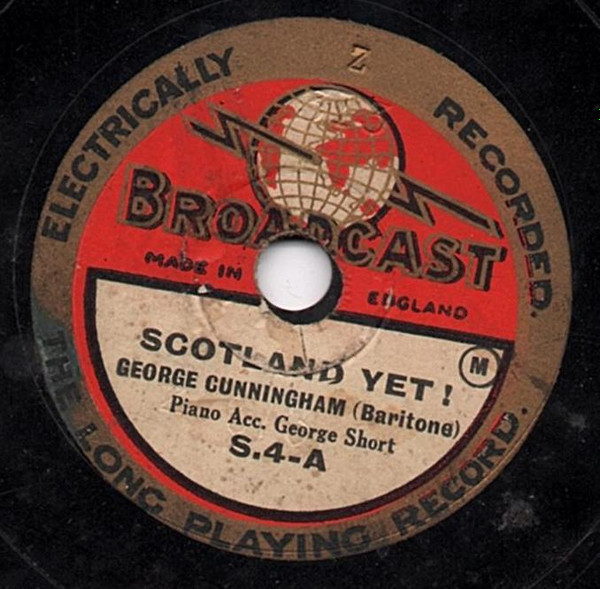 Z
ELECTRICALLY RECORDED.
BROADCAST
MADE IN ENGLAND
M
SCOTLAND YET!
GEORGE CUNNINGHAM (Baritone)
Piano Acc. George Short
S.4-A
THE LONG PLAYING RECORD.